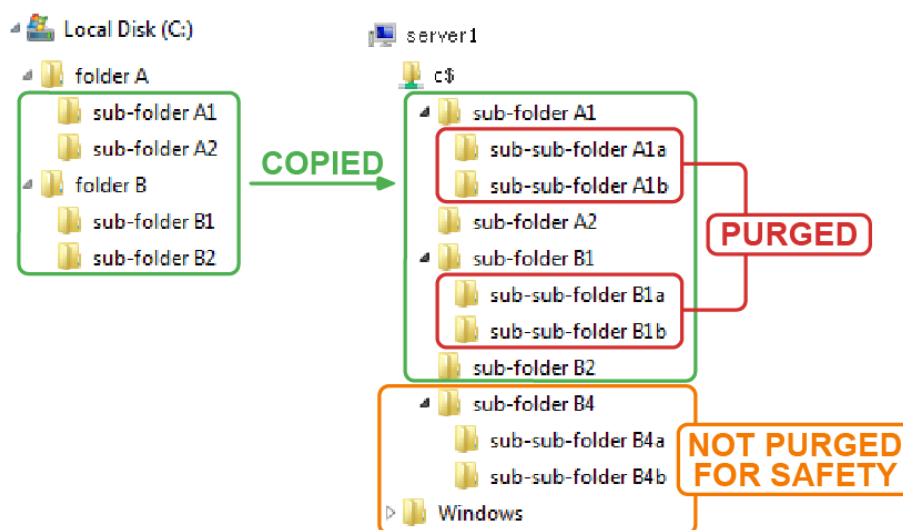 Local Disk (C:)
folder A
sub-folder A1
sub-folder A2
folder B
sub-folder B1
sub-folder B2
COPIED
server1
c$
sub-folder A1
sub-sub-folder A1a
sub-sub-folder A1b
sub-folder A2
sub-folder B1
sub-sub-folder B1a
sub-sub-folder B1b
sub-folder B2
sub-folder B4
sub-sub-folder B4a
sub-sub-folder B4b
Windows
PURGED
NOT PURGED
FOR SAFETY